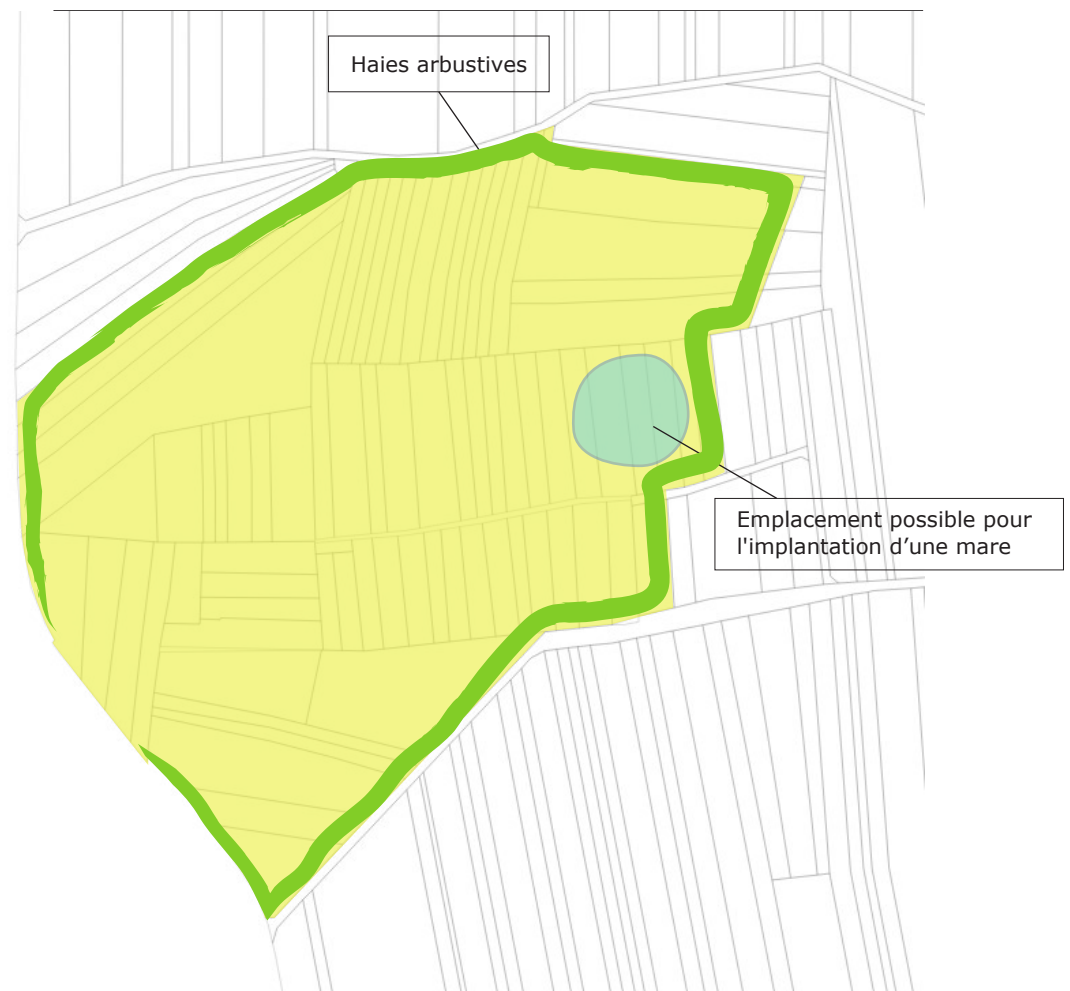 Haies arbustives
Emplacement possible pour
l'implantation d’une mare